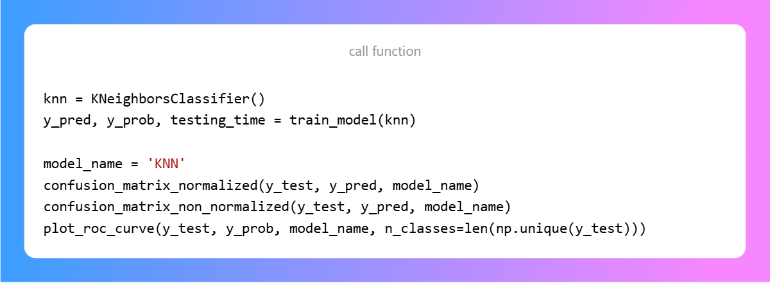 call function
knn = KNeighborsClassifier()
y_pred, y_prob, testing_time = train_model(knn)
model_name = 'KNN'
confusion_matrix_normalized(y_test, y_pred, model_name)
confusion_matrix_non_normalized(y_test, y_pred, model_name)
plot_roc_curve(y_test, y_prob, model_name, n_classes=len(np.unique(y_test)))